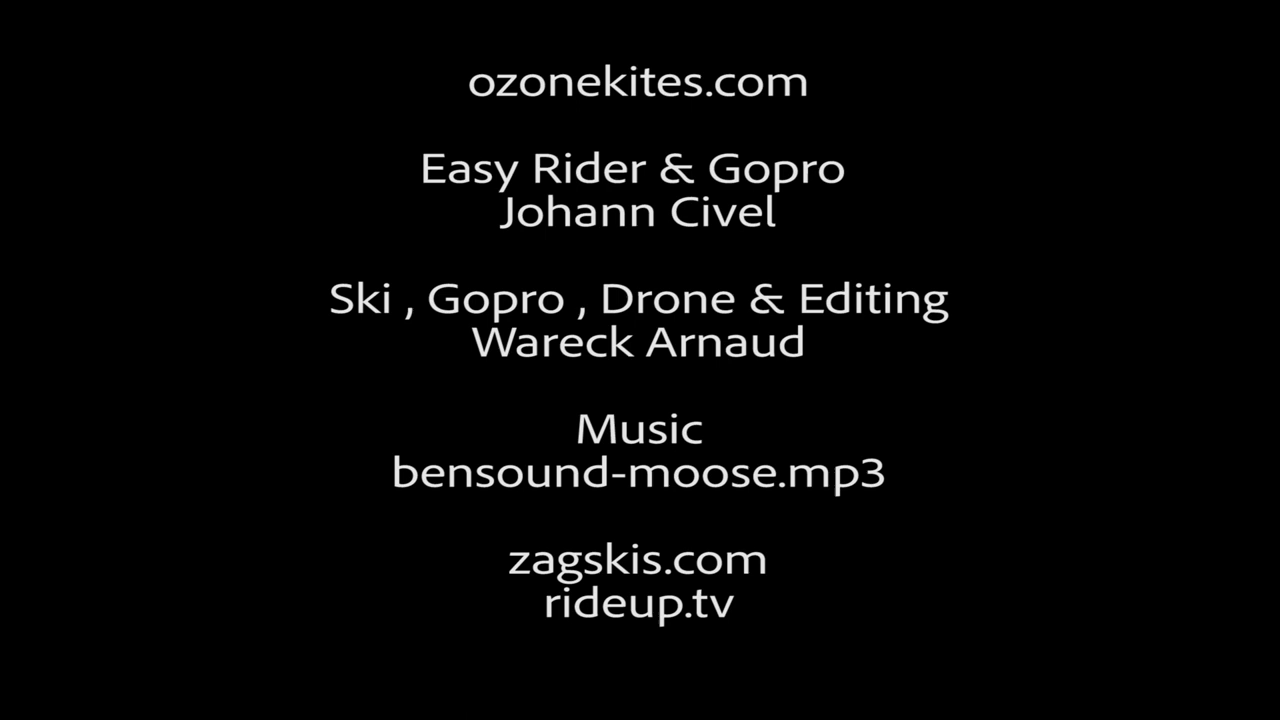 ozonekites.com
Easy Rider & Gopro
Johann Civel
Ski , Gopro , Drone & Editing
Wareck Arnaud
Music
bensound-moose.mp3
zagskis.com
rideup.tv